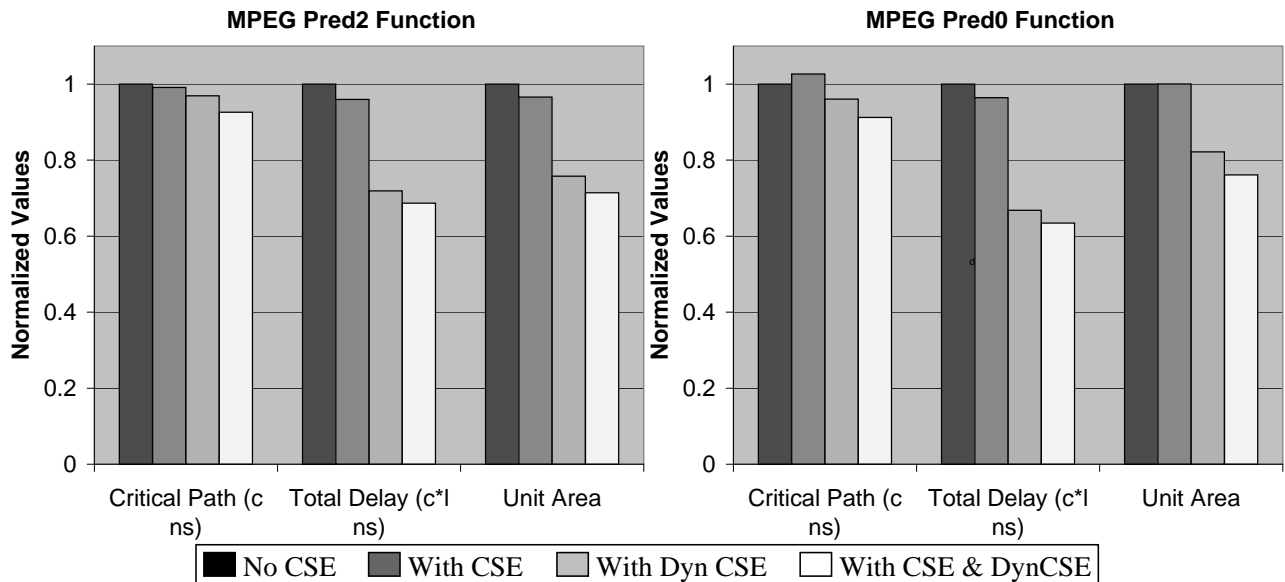 MPEG Pred2 Function
Normalized Values
1
0.8
0.6
0.4
0.2
0
Critical Path (c
ns)
Total Delay (c*l
ns)
Unit Area
MPEG Pred0 Function
Normalized Values
1
0.8
0.6
0.4
0.2
0
Critical Path (c
ns)
Total Delay (c*l
ns)
Unit Area
No CSE
With CSE
With Dyn CSE
With CSE & DynCSE